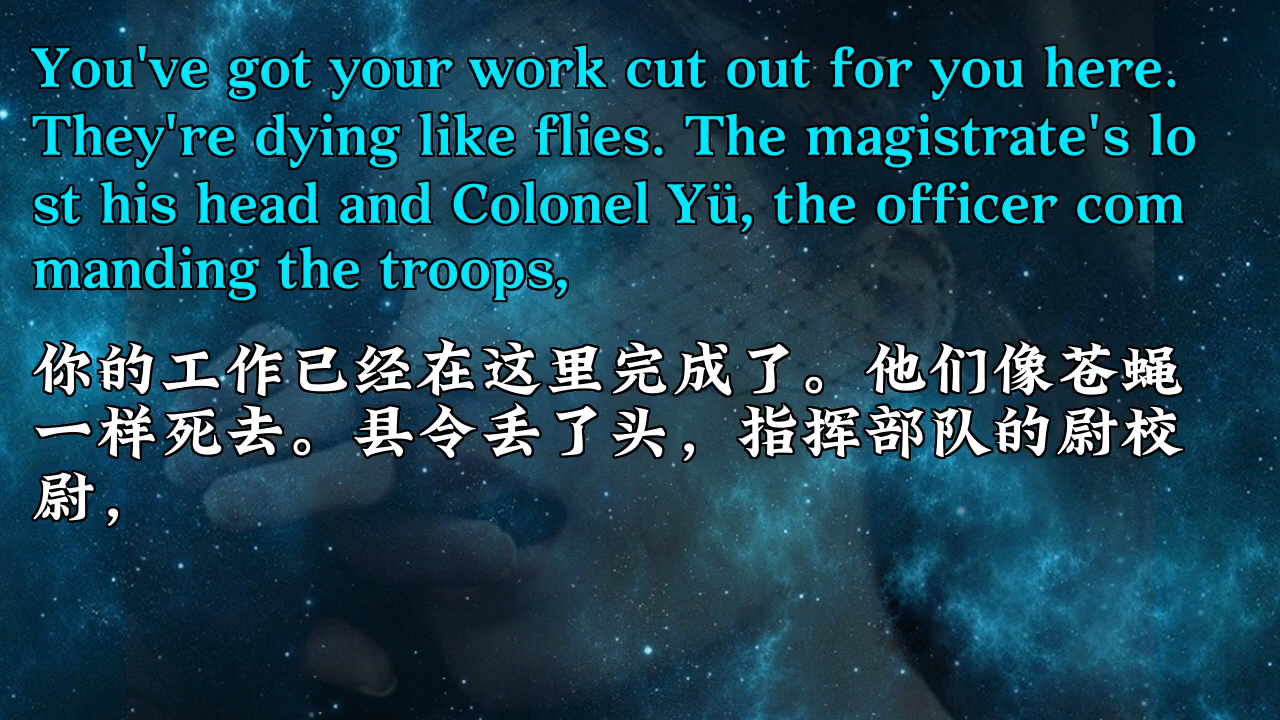 You've got your work cut out for you here.
They're dying like flies. The magistrate's lo
st his head and Colonel Yü, the officer com
manding the troops,
你的工作已经在这里完成了。他们像苍蝇
一样死去。县令丢了头，指挥部队的尉校
尉，